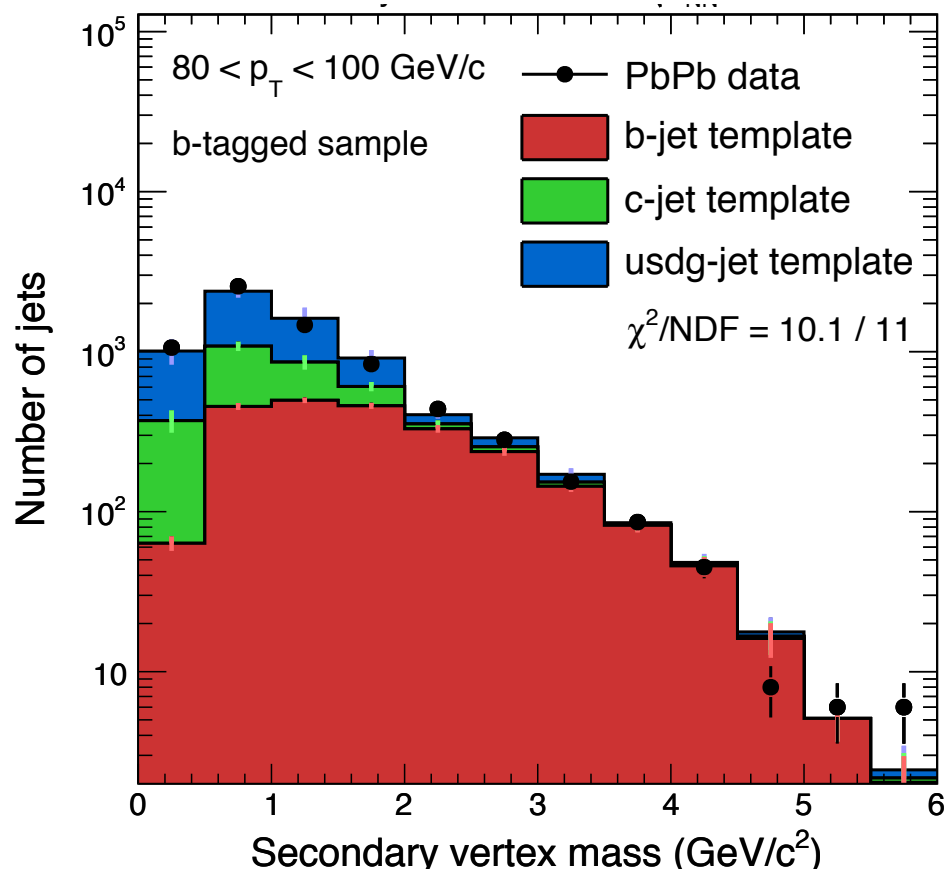 NN
80 < p_T < 100 GeV/c
b-tagged sample
PbPb data
b-jet template
c-jet template
usdg-jet template
χ²/NDF = 10.1 / 11
Number of jets
10⁵
10⁴
10³
10²
10
0 1 2 3 4 5 6
Secondary vertex mass (GeV/c²)